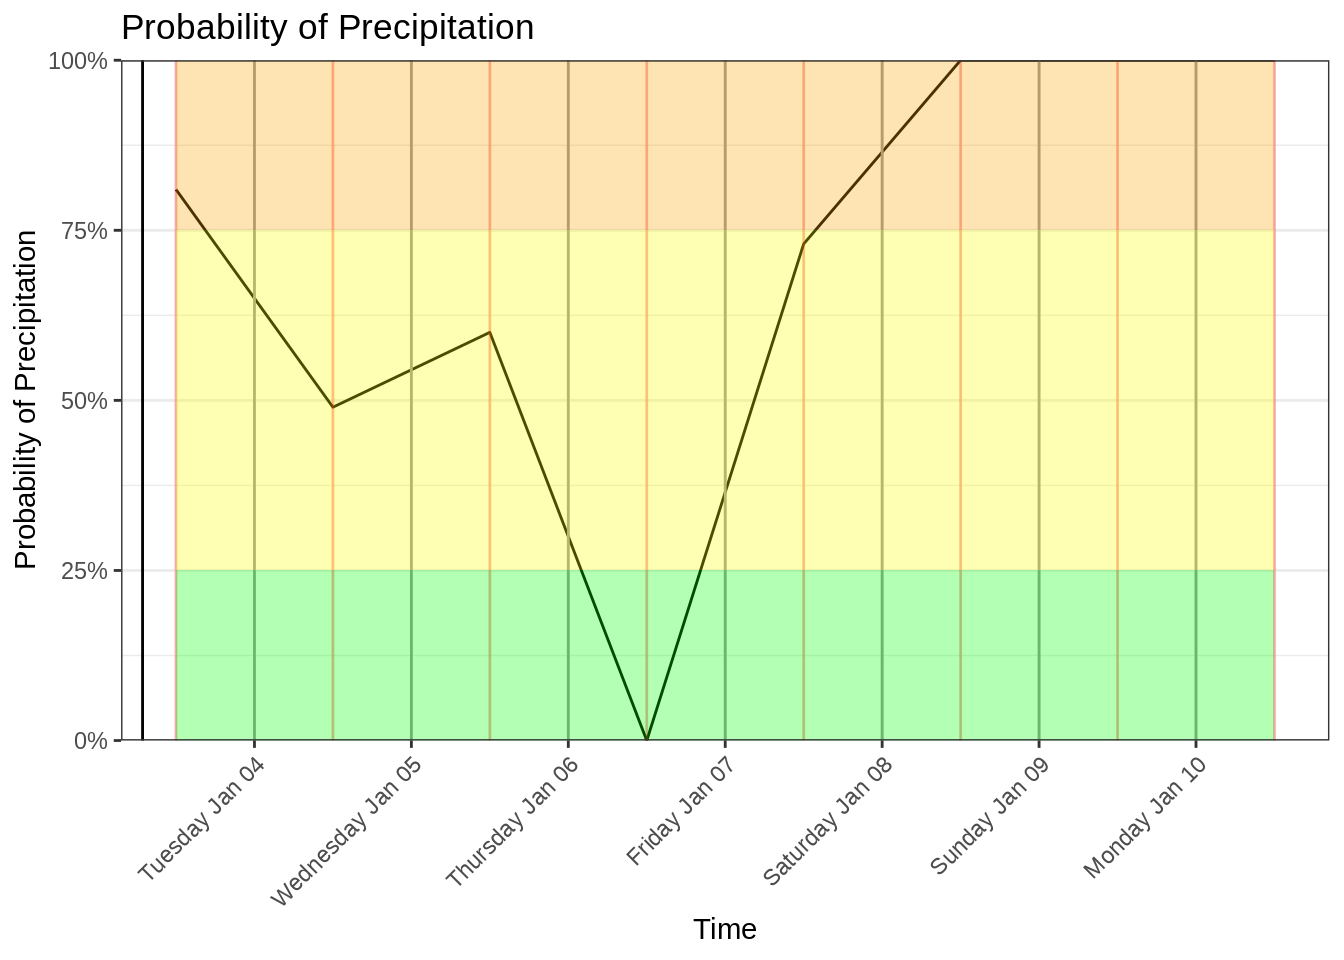 Probability of Precipitation
100%
75%
50%
25%
0%
Probability of Precipitation
Tuesday Jan 04
Wednesday Jan 05
Thursday Jan 06
Friday Jan 07
Saturday Jan 08
Sunday Jan 09
Monday Jan 10
Time